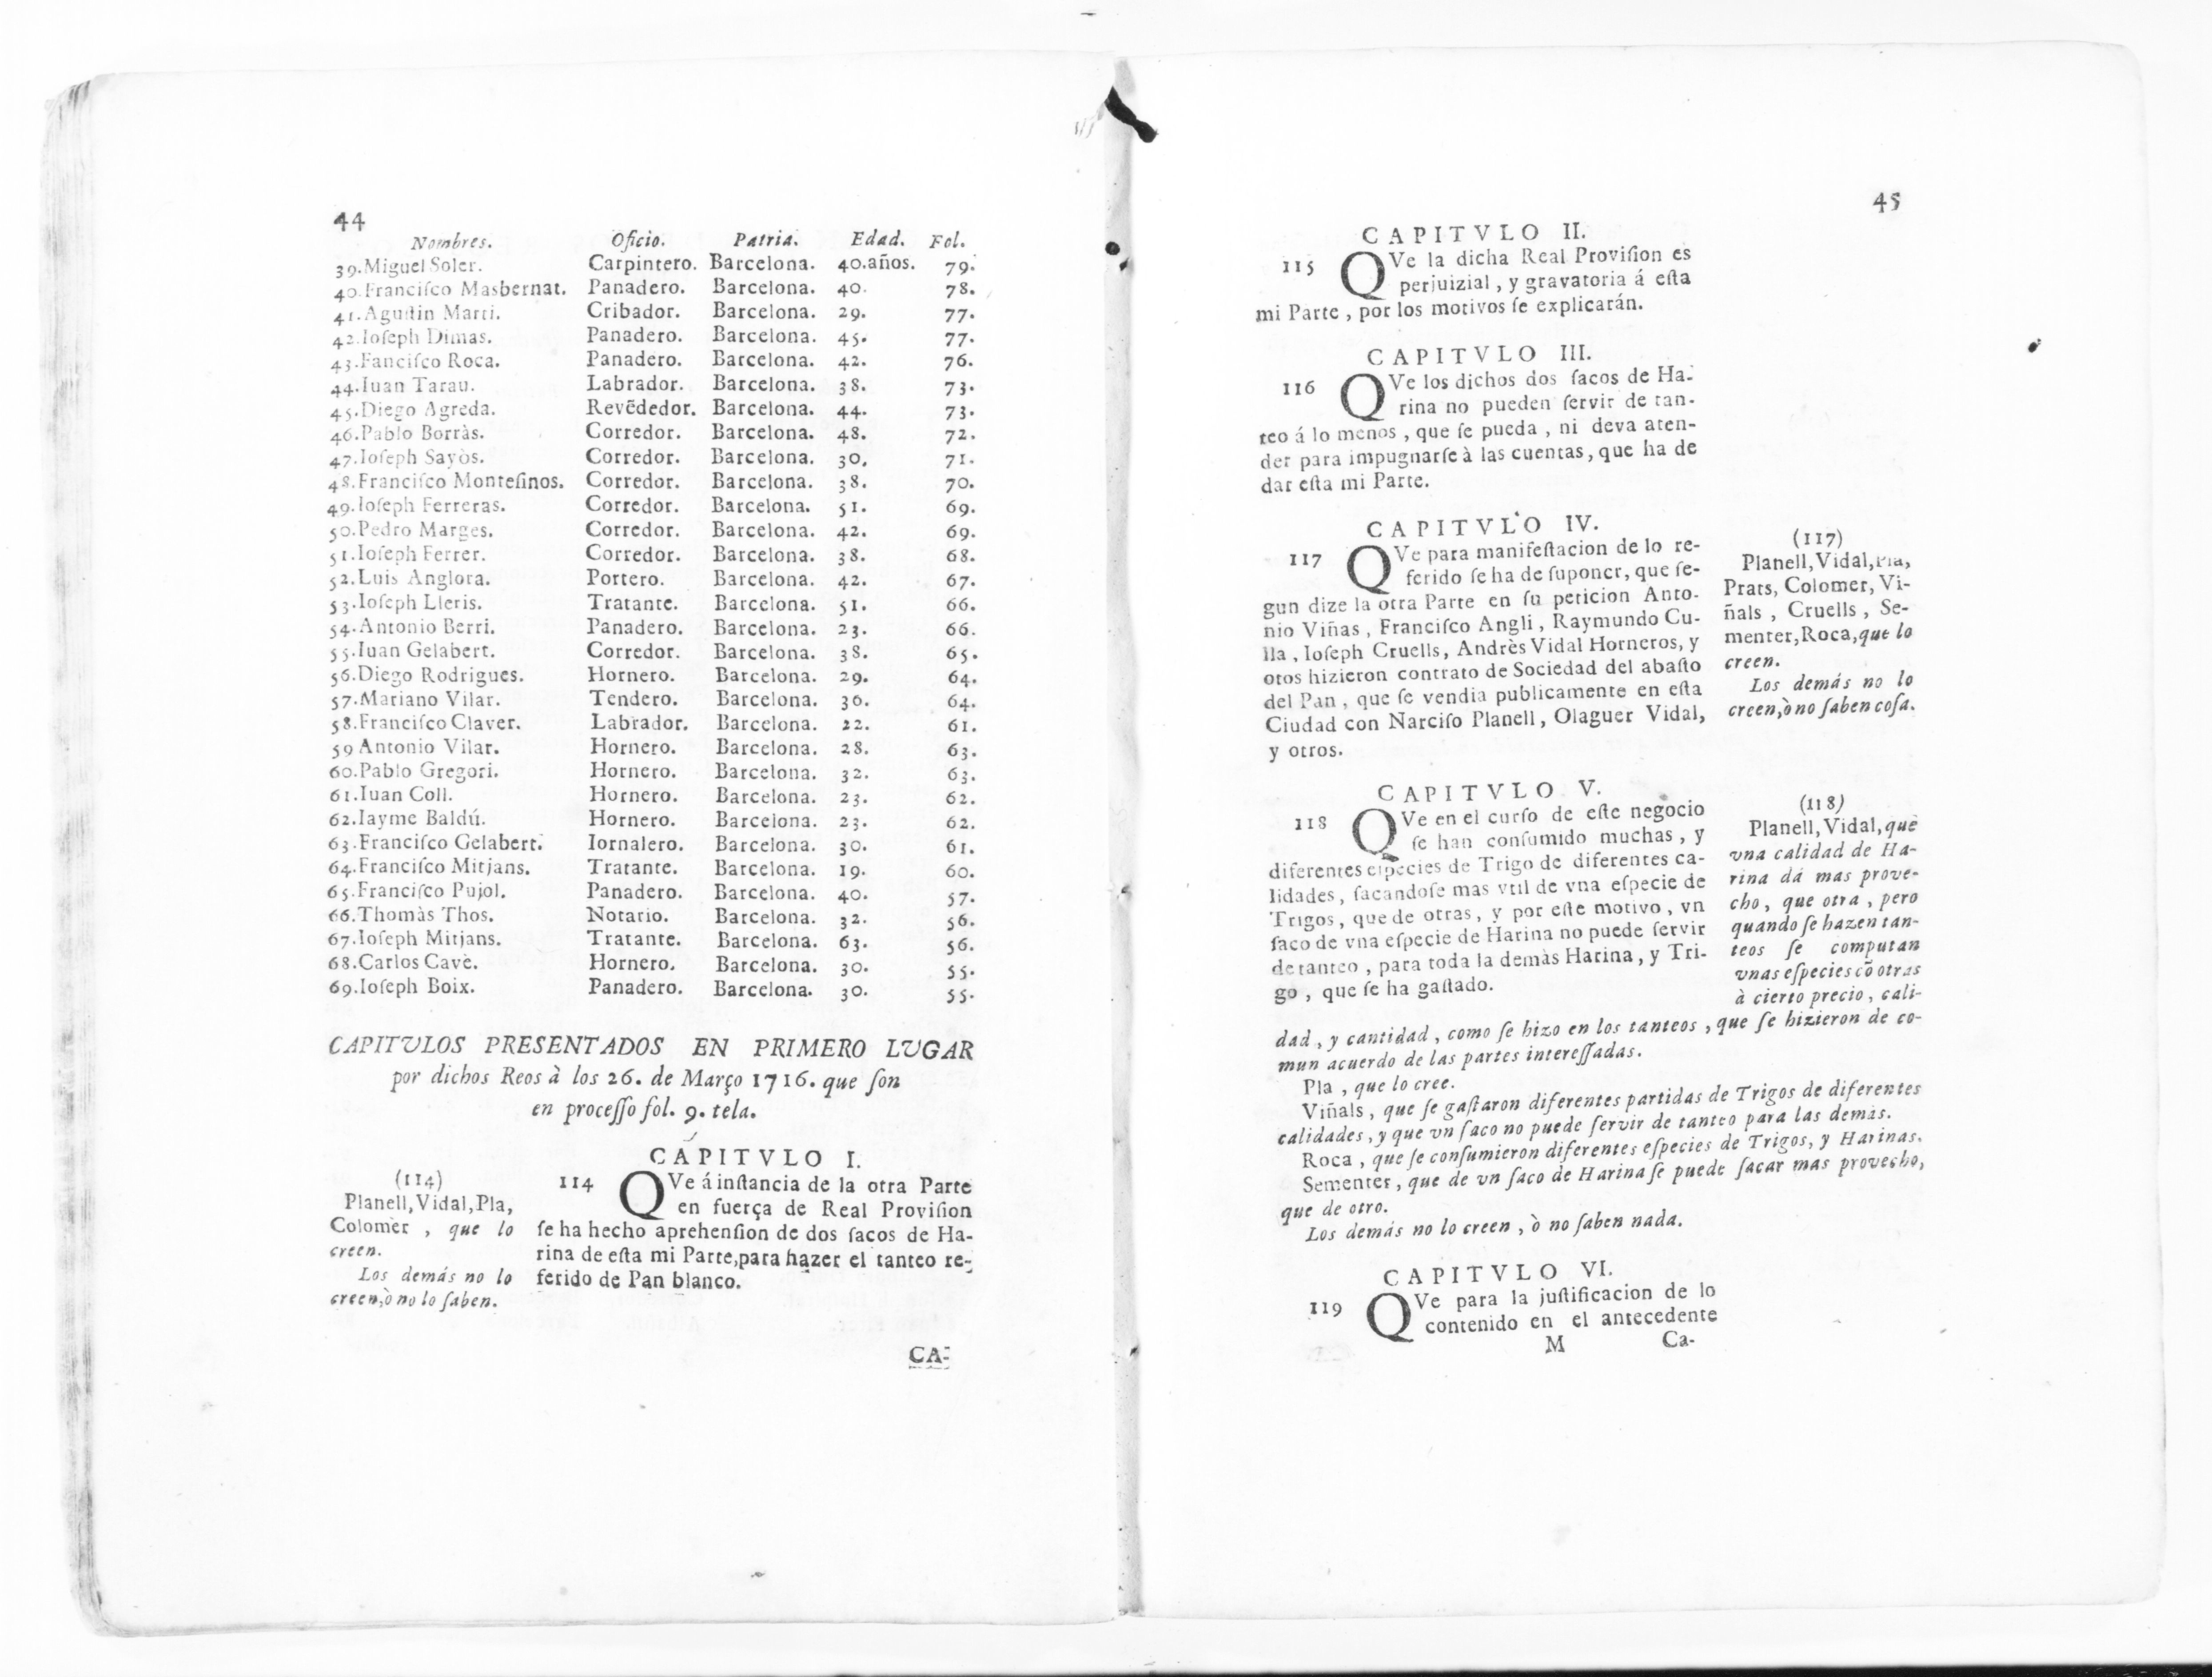 44
Nombres. Oficio. Patria. Edad. Fol.
39.Miguel Soler. Carpintero. Barcelona. 40.años. 79.
40.Franciſco Masbernat. Panadero. Barcelona. 40. 78.
41.Aguſtin Marti. Cribador. Barcelona. 29. 77.
42.Ioſeph Dimas. Panadero. Barcelona. 45. 77.
43.Fanciſco Roca. Panadero. Barcelona. 42. 76.
44.Iuan Tarau. Labrador. Barcelona. 38. 73.
45.Diego Agreda. Revēdedor. Barcelona. 44. 73.
46.Pablo Borràs. Corredor. Barcelona. 48. 72.
47.Ioſeph Sayòs. Corredor. Barcelona. 30. 71.
48.Franciſco Monteſinos. Corredor. Barcelona. 38. 70.
49.Ioſeph Ferreras. Corredor. Barcelona. 51. 69.
50.Pedro Marges. Corredor. Barcelona. 42. 69.
51.Ioſeph Ferrer. Corredor. Barcelona. 38. 68.
52.Luis Anglora. Portero. Barcelona. 42. 67.
53.Ioſeph Lleris. Tratante. Barcelona. 51. 66.
54.Antonio Berri. Panadero. Barcelona. 23. 66.
55.Iuan Gelabert. Corredor. Barcelona. 38. 65.
56.Diego Rodrigues. Hornero. Barcelona. 29. 64.
57.Mariano Vilar. Tendero. Barcelona. 36. 64.
58.Franciſco Claver. Labrador. Barcelona. 22. 61.
59 Antonio Vilar. Hornero. Barcelona. 28. 63.
60.Pablo Gregori. Hornero. Barcelona. 32. 63.
61.Iuan Coll. Hornero. Barcelona. 23. 62.
62.Iayme Baldú. Hornero. Barcelona. 23. 62.
63.Franciſco Gelabert. Iornalero. Barcelona. 30. 61.
64.Franciſco Mitjans. Tratante. Barcelona. 19. 60.
65.Franciſco Pujol. Panadero. Barcelona. 40. 57.
66.Thomàs Thos. Notario. Barcelona. 32. 56.
67.Ioſeph Mitjans. Tratante. Barcelona. 63. 56.
68.Carlos Cavè. Hornero. Barcelona. 30. 55.
69.Ioſeph Boix. Panadero. Barcelona. 30. 55.
CAPITVLOS PRESENTADOS EN PRIMERO LVGAR
por dichos Reos à los 26. de Março 1716. que ſon
en proceſſo fol. 9. tela.
CAPITVLO I.
114 QVe á inſtancia de la otra Parte
en fuerça de Real Proviſion
ſe ha hecho aprehenſion de dos ſacos de Ha-
rina de eſta mi Parte,para hazer el tanteo re-
ferido de Pan blanco.
(114)
Planell,Vidal,Pla,
Colomer , que lo
creen.
Los demás no lo
creen,ò no lo ſaben.
CA-
45
CAPITVLO II.
115 QVe la dicha Real Proviſion es
perjuizial , y gravatoria á eſta
mi Parte , por los motivos ſe explicarán.
CAPITVLO III.
116 QVe los dichos dos ſacos de Ha-
rina no pueden ſervir de tan-
teo á lo menos , que ſe pueda , ni deva aten-
der para impugnarſe à las cuentas, que ha de
dar eſta mi Parte.
CAPITVLO IV.
117 QVe para manifeſtacion de lo re-
ferido ſe ha de ſuponer, que ſe-
gun dize la otra Parte en ſu peticion Anto-
nio Viñas , Franciſco Angli , Raymundo Cu-
lla , Ioſeph Cruells, Andrès Vidal Horneros, y
otos hizieron contrato de Sociedad del abaſto
del Pan , que ſe vendia publicamente en eſta
Ciudad con Narciſo Planell, Olaguer Vidal,
y otros.
(117)
Planell,Vidal,Pla,
Prats, Colomer, Vi-
ñals , Cruells , Se-
menter,Roca,que lo
creen.
Los demás no lo
creen,ò no ſaben coſa.
CAPITVLO V.
118 QVe en el curſo de eſte negocio
ſe han conſumido muchas , y
diferentes eſpecies de Trigo de diferentes ca-
lidades, ſacandoſe mas vtil de vna eſpecie de
Trigos, que de otras, y por eſte motivo, vn
ſaco de vna eſpecie de Harina no puede ſervir
de tanteo , para toda la demàs Harina, y Tri-
go , que ſe ha gaſtado.
(118)
Planell,Vidal,que
vna calidad de Ha-
rina dá mas prove-
cho, que otra , pero
quando ſe hazen tan-
teos ſe computan
vnas eſpecies cō otras
à cierto precio, cali-
dad, y cantidad, como ſe hizo en los tanteos , que ſe hizieron de co-
mun acuerdo de las partes intereſſadas.
Pla , que lo cree.
Viñals , que ſe gaſtaron diferentes partidas de Trigos de diferentes
calidades, y que vn ſaco no puede ſervir de tanteo para las demás.
Roca , que ſe conſumieron diferentes eſpecies de Trigos, y Harinas.
Sementer, que de vn ſaco de Harina ſe puede ſacar mas provecho,
que de otro.
Los demás no lo creen , ò no ſaben nada.
CAPITVLO VI.
119 QVe para la juſtificacion de lo
contenido en el antecedente
M Ca-